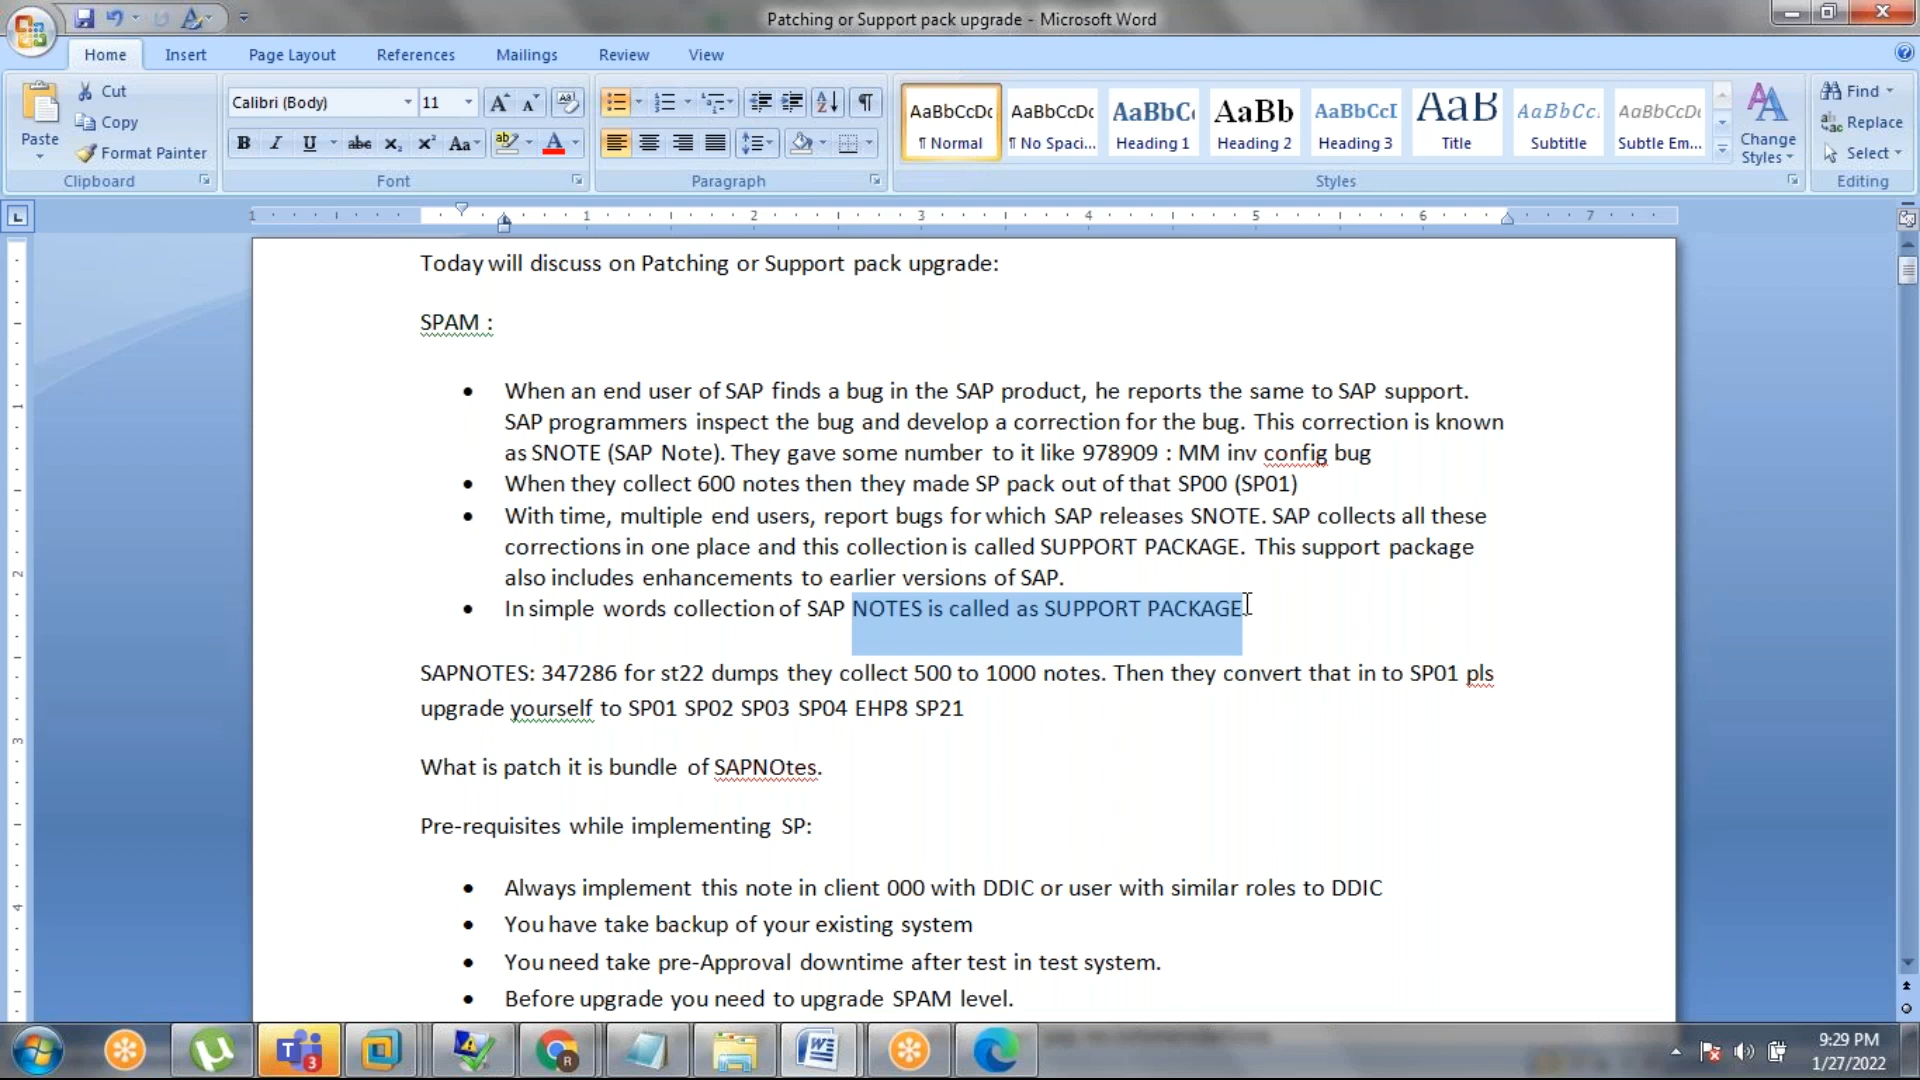 Patching or Support pack upgrade - Microsoft Word
Home Insert Page Layout References Mailings Review View
Paste
Cut
Copy
Format Painter
Clipboard
Calibri (Body) 11
Font
Paragraph
AaBbCcDc AaBbCcDc AaBbC AaBb AaBbCcI AaB AaBbCc. AaBbCcDc
¶ Normal ¶ No Spaci... Heading 1 Heading 2 Heading 3 Title Subtitle Subtle Em...
Change Styles
Styles
Find
Replace
Select
Editing
1 1 2 3 4 5 6 7
Today will discuss on Patching or Support pack upgrade:
SPAM :
• When an end user of SAP finds a bug in the SAP product, he reports the same to SAP support.
SAP programmers inspect the bug and develop a correction for the bug. This correction is known
as SNOTE (SAP Note). They gave some number to it like 978909 : MM inv config bug
• When they collect 600 notes then they made SP pack out of that SP00 (SP01)
• With time, multiple end users, report bugs for which SAP releases SNOTE. SAP collects all these
corrections in one place and this collection is called SUPPORT PACKAGE. This support package
also includes enhancements to earlier versions of SAP.
• In simple words collection of SAP NOTES is called as SUPPORT PACKAGE.
SAPNOTES: 347286 for st22 dumps they collect 500 to 1000 notes. Then they convert that in to SP01 pls
upgrade yourself to SP01 SP02 SP03 SP04 EHP8 SP21
What is patch it is bundle of SAPNOtes.
Pre-requisites while implementing SP:
• Always implement this note in client 000 with DDIC or user with similar roles to DDIC
• You have take backup of your existing system
• You need take pre-Approval downtime after test in test system.
• Before upgrade you need to upgrade SPAM level.
9:29 PM
1/27/2022